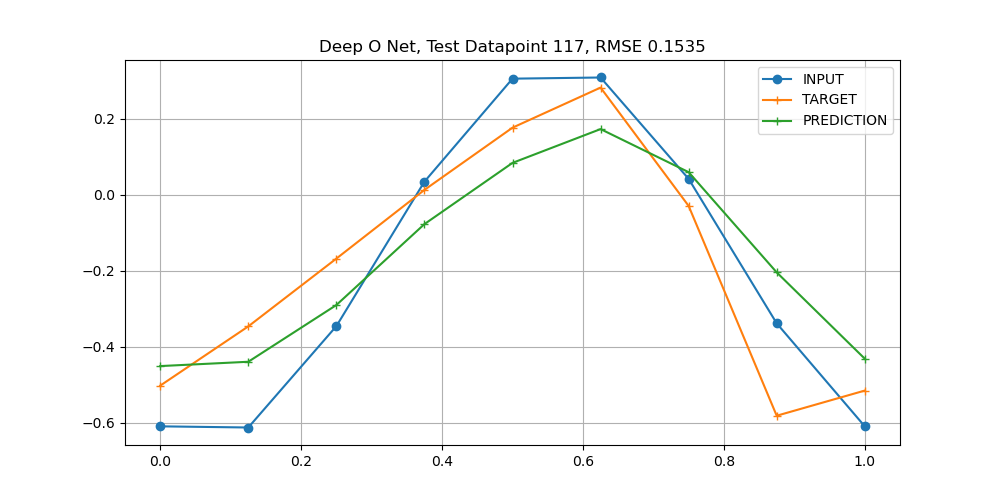 Deep O Net, Test Datapoint 117, RMSE 0.1535
INPUT
TARGET
PREDICTION
0.2
0.0
−0.2
−0.4
−0.6
0.0 0.2 0.4 0.6 0.8 1.0